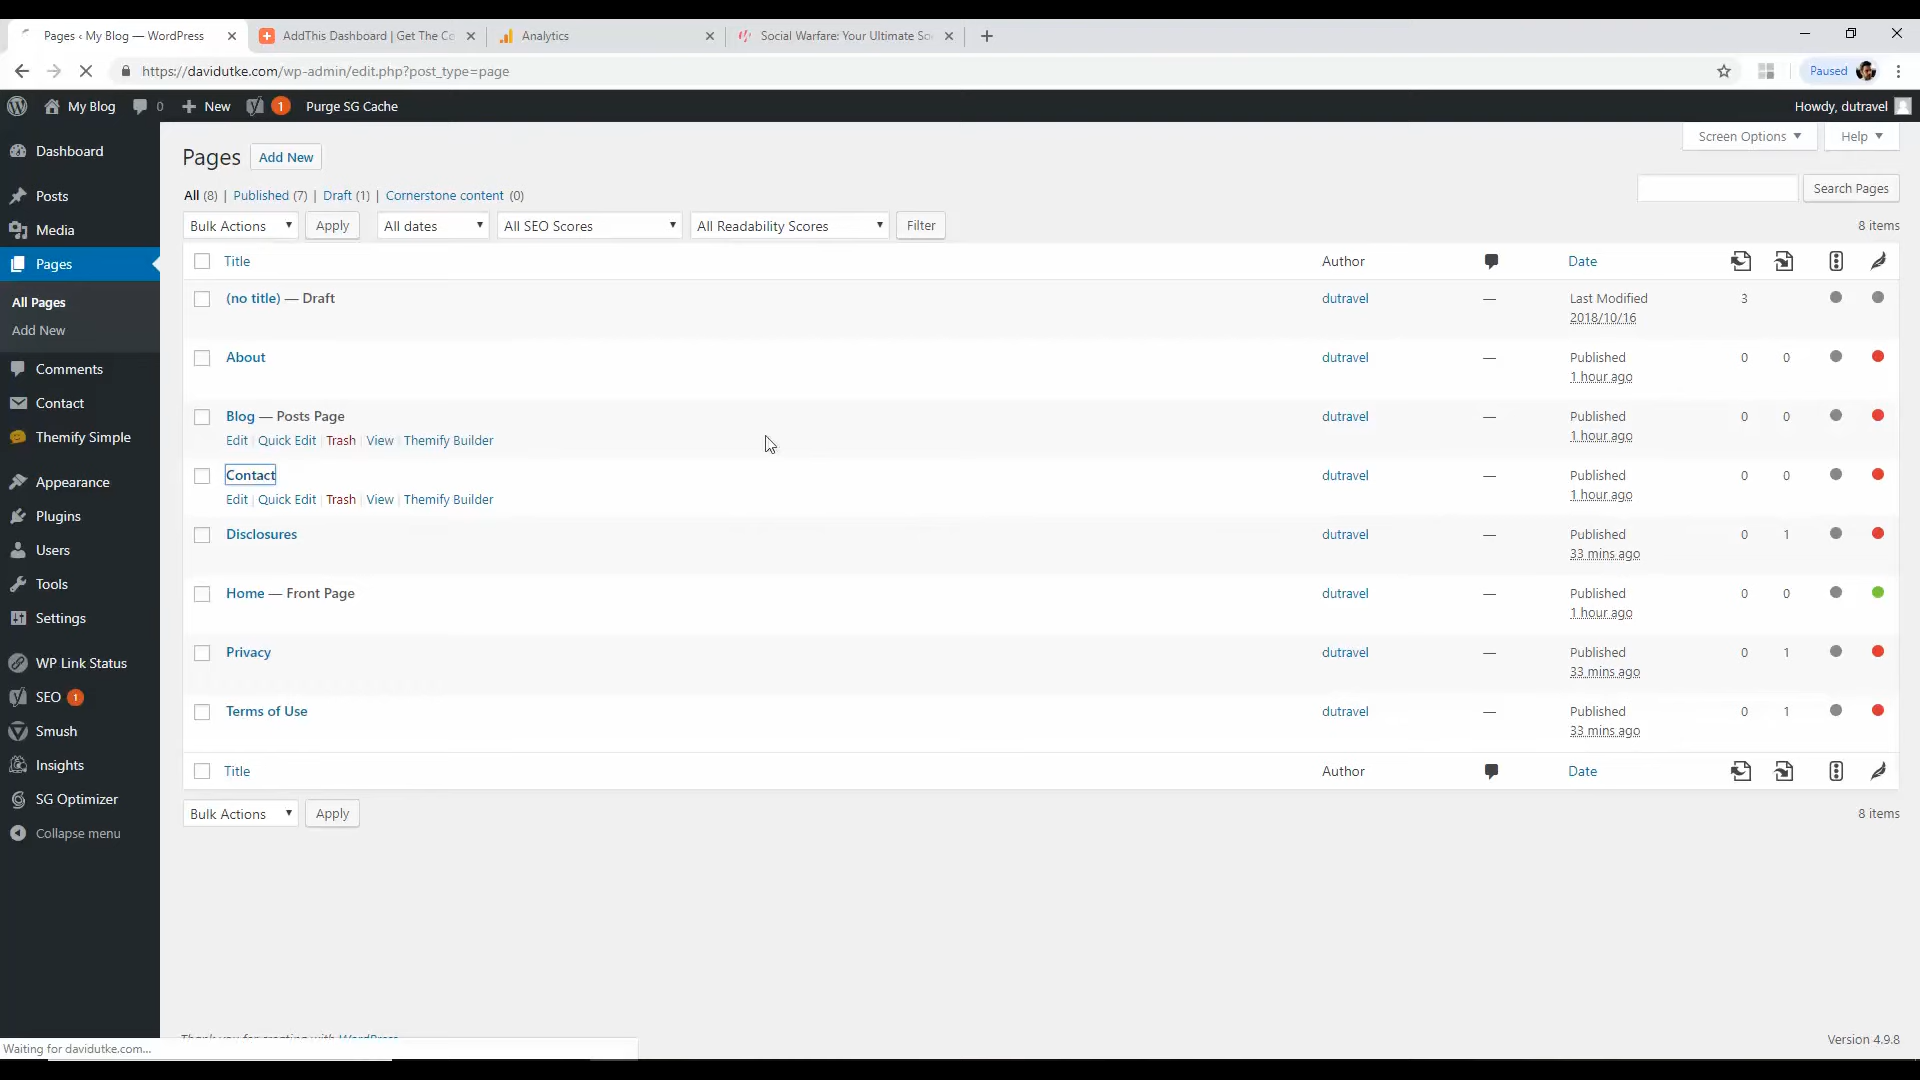 Pages ‹ My Blog — WordPress
AddThis Dashboard | Get The Co
Analytics
Social Warfare: Your Ultimate So
https://davidutke.com/wp-admin/edit.php?post_type=page
Paused
My Blog 0 New 1 Purge SG Cache
Howdy, dutravel
Screen Options
Help
Dashboard
Posts
Media
Pages
All Pages
Add New
Comments
Contact
Themify Simple
Appearance
Plugins
Users
Tools
Settings
WP Link Status
SEO 1
Smush
Insights
SG Optimizer
Collapse menu
Pages Add New
All (8) | Published (7) | Draft (1) | Cornerstone content (0)
Search Pages
Bulk Actions Apply All dates All SEO Scores All Readability Scores Filter 8 items
Title Author Date
(no title) — Draft dutravel — Last Modified 3
2018/10/16
About dutravel — Published 0 0
1 hour ago
Blog — Posts Page dutravel — Published 0 0
Edit | Quick Edit | Trash | View | Themify Builder 1 hour ago
Contact dutravel — Published 0 0
Edit | Quick Edit | Trash | View | Themify Builder 1 hour ago
Disclosures dutravel — Published 0 1
33 mins ago
Home — Front Page dutravel — Published 0 0
1 hour ago
Privacy dutravel — Published 0 1
33 mins ago
Terms of Use dutravel — Published 0 1
33 mins ago
Title Author Date
Bulk Actions Apply 8 items
Thank you for creating with WordPress
Version 4.9.8
Waiting for davidutke.com...